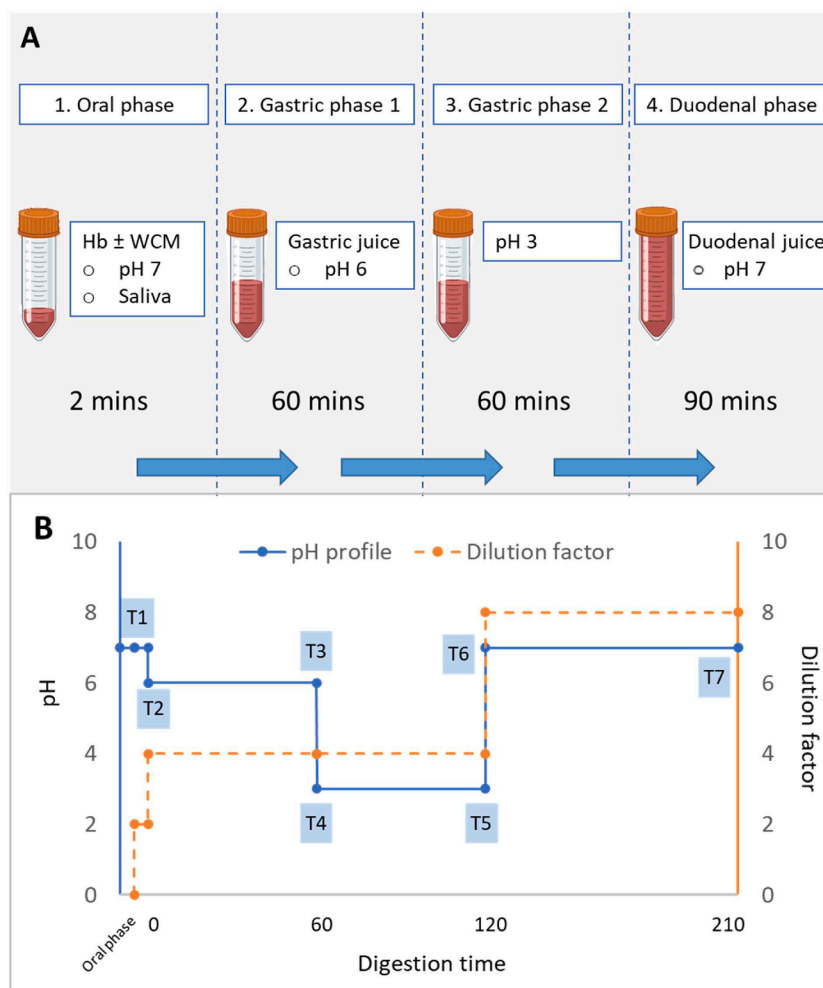 A
1. Oral phase
2. Gastric phase 1
3. Gastric phase 2
4. Duodenal phase
Hb ± WCM
○ pH 7
○ Saliva
Gastric juice
○ pH 6
pH 3
Duodenal juice
○ pH 7
2 mins
60 mins
60 mins
90 mins
B
10
8
6
4
2
0
pH
pH profile
Dilution factor
T1
T2
T3
T4
T5
T6
T7
10
8
6
4
2
0
Dilution factor
Oral phase
0
60
120
210
Digestion time